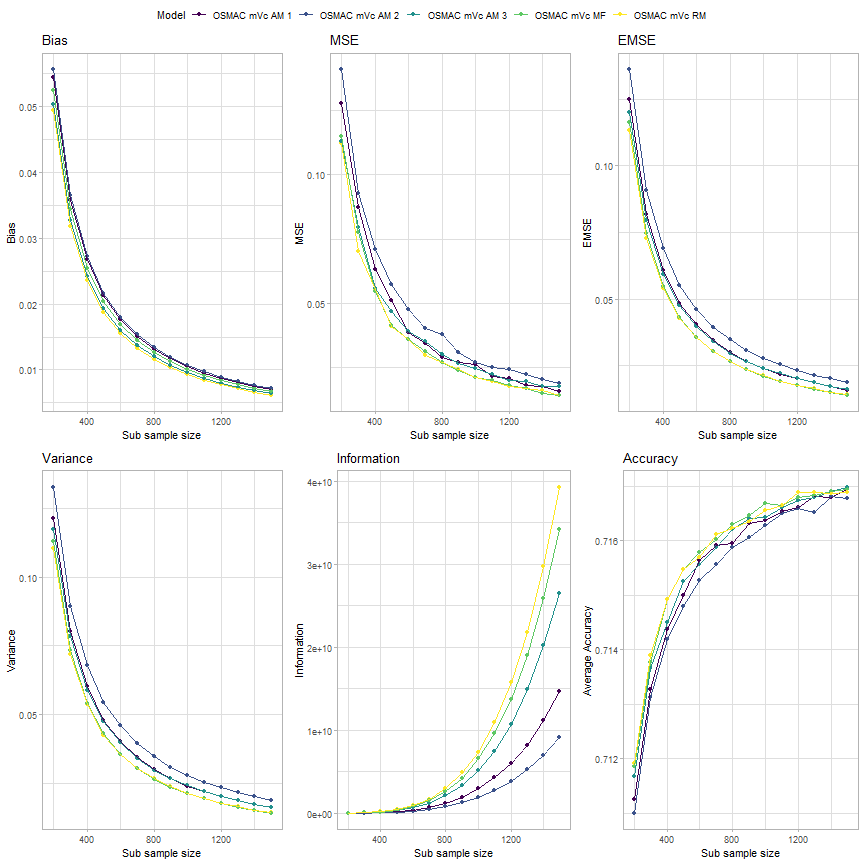 Model OSMAC mVc AM 1 OSMAC mVc AM 2 OSMAC mVc AM 3 OSMAC mVc MF OSMAC mVc RM
Bias MSE EMSE
0.05
0.04
0.03
0.02
0.01
Bias
400 800 1200
Sub sample size
0.10
0.05
MSE
400 800 1200
Sub sample size
0.10
0.05
EMSE
400 800 1200
Sub sample size
Variance Information Accuracy
0.10
0.05
Variance
400 800 1200
Sub sample size
4e+10
3e+10
2e+10
1e+10
0e+00
Information
400 800 1200
Sub sample size
0.716
0.714
0.712
Average Accuracy
400 800 1200
Sub sample size